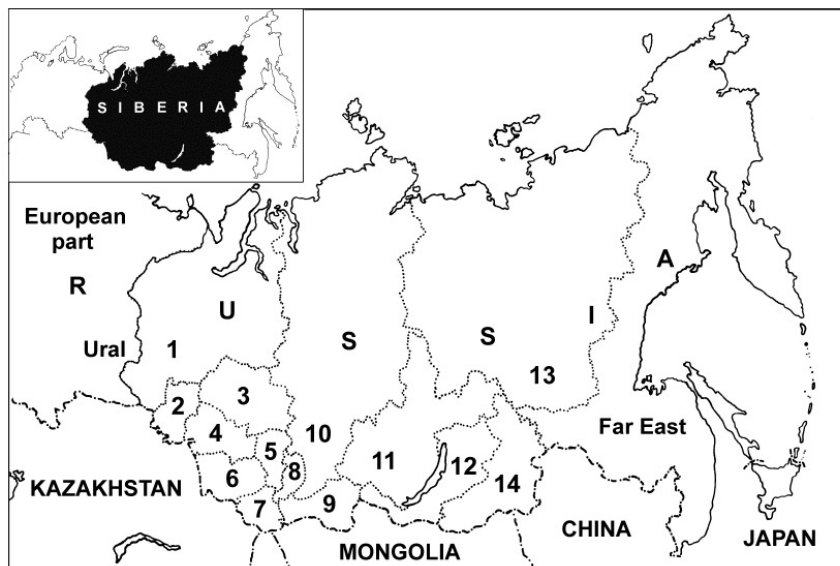 S I B E R I A
European
part
R U S S I A
Ural
1
2
3
4
5
6
7
8
9
10
11
12
13
14
Far East
KAZAKHSTAN
MONGOLIA
CHINA
JAPAN